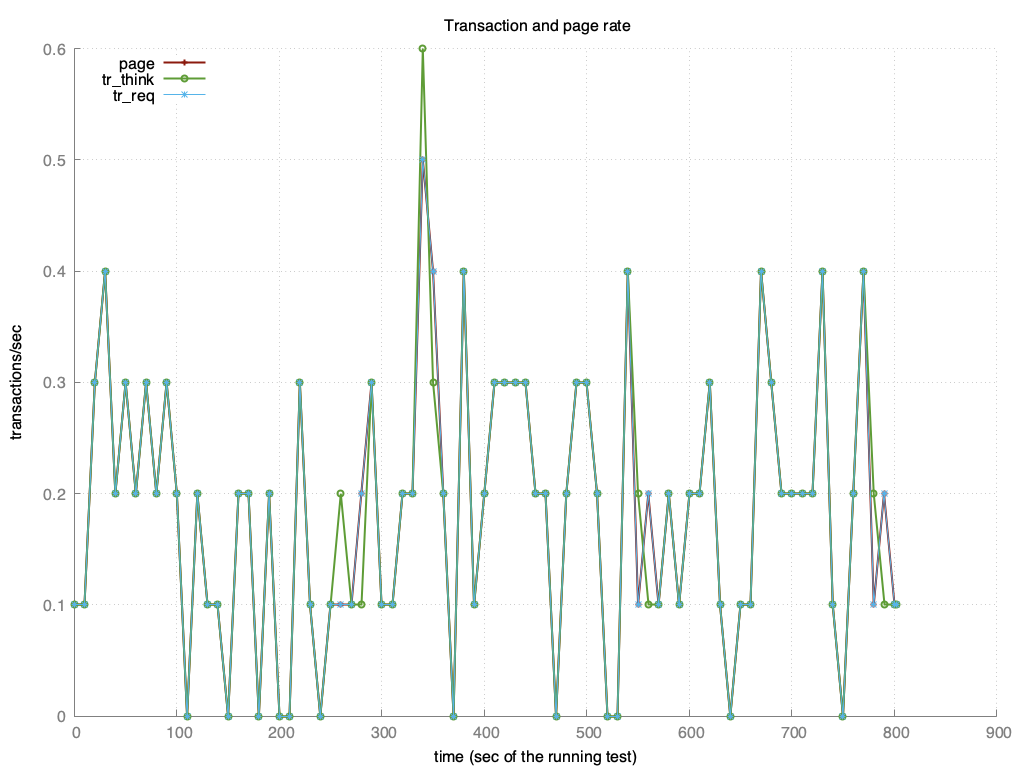 Transaction and page rate
0.6
page
tr_think
tr_req
0.5
0.4
0.3
0.2
0.1
0
transactions/sec
0 100 200 300 400 500 600 700 800 900
time (sec of the running test)